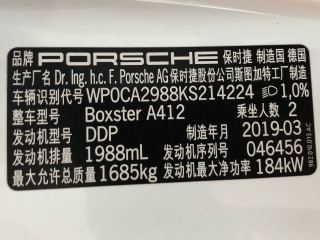 品牌 PORSCHE 保时捷 制造国 德国
生产厂名 Dr. Ing. h.c. F. Porsche AG 保时捷股份公司斯图加特工厂制造
车辆识别代号 WP0CA2988KS214224 1,0%
整车型号 Boxster A412 乘坐人数 2
发动机型号 DDP 制造年月 2019-03
发动机排量 1988mL 发动机序列号 046456
最大允许总质量 1685kg 发动机最大净功率 184kW
982.010.013.AC